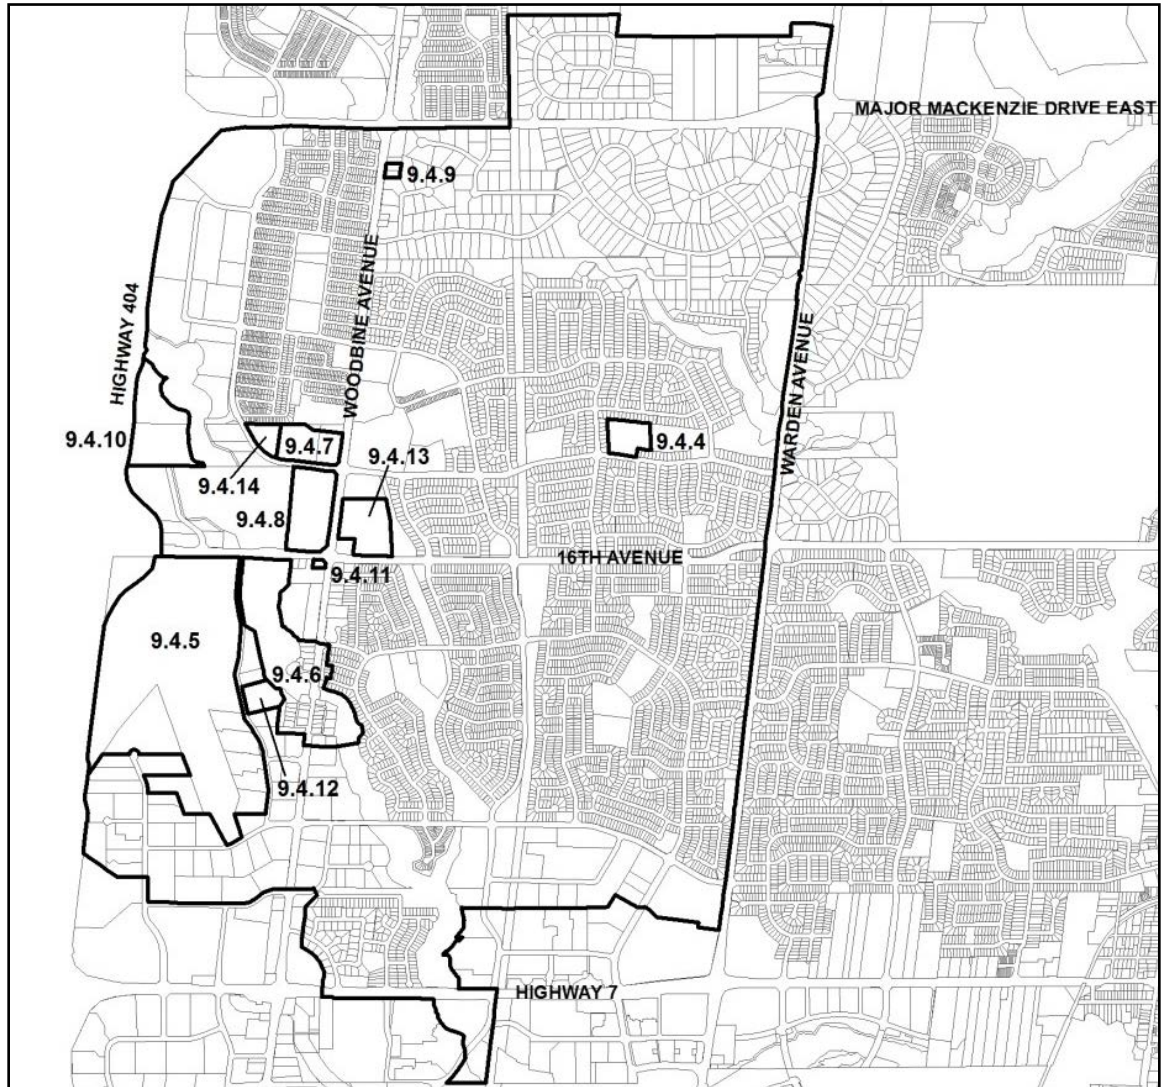 MAJOR MACKENZIE DRIVE EAST
9.4.9
WOODBINE AVENUE
HIGHWAY 404
WARDEN AVENUE
9.4.10
9.4.7
9.4.4
9.4.13
9.4.14
9.4.8
16TH AVENUE
9.4.11
9.4.5
9.4.6
9.4.12
HIGHWAY 7